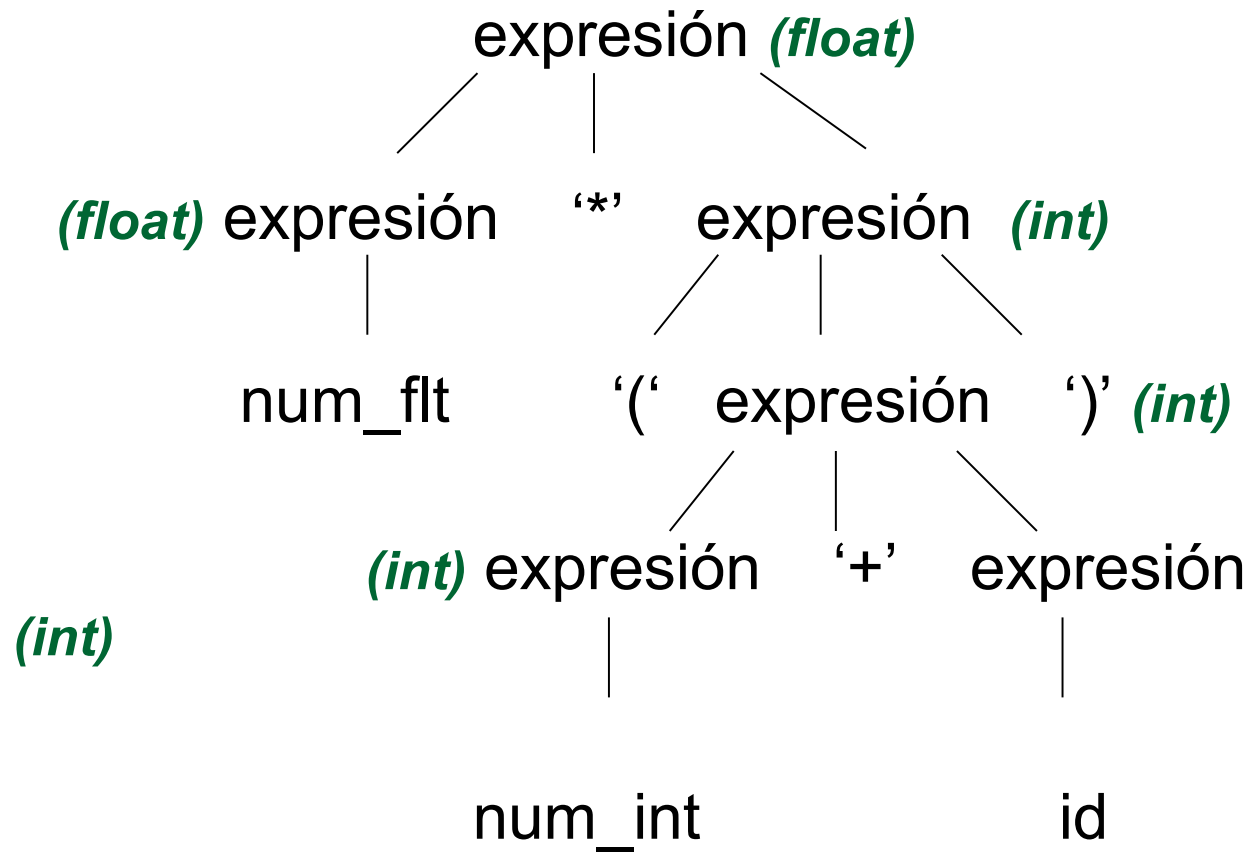 expresión (float)
(float) expresión ‘*’ expresión (int)
num_flt ‘(‘ expresión ‘)’ (int)
(int) expresión ‘+’ expresión
(int)
num_int id